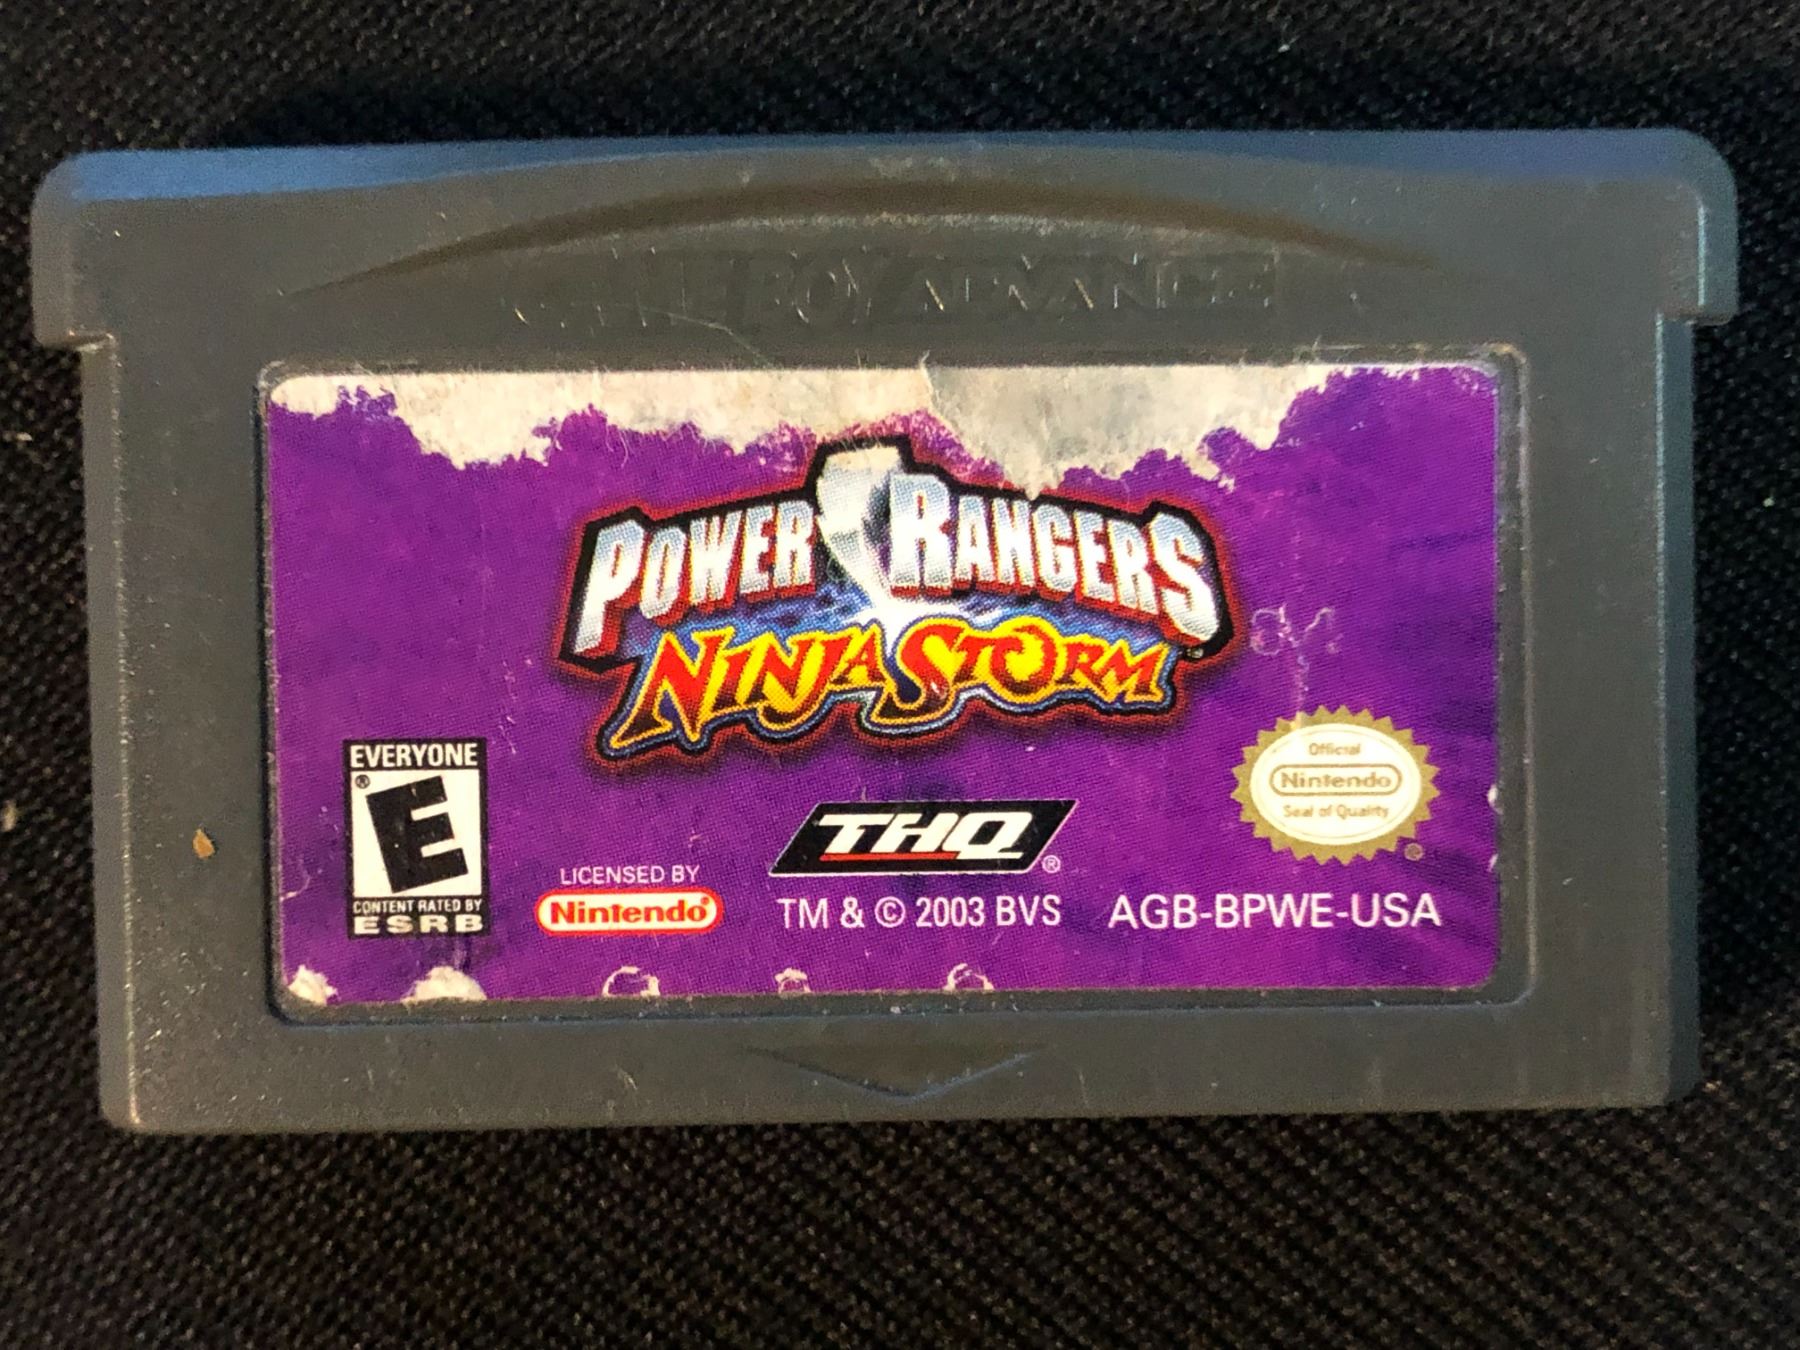 GAME BOY ADVANCE
POWER RANGERS
NINJA STORM
EVERYONE
E
CONTENT RATED BY
ESRB
LICENSED BY
Nintendo®
THQ®
TM & © 2003 BVS
AGB-BPWE-USA
Official
Nintendo
Seal of Quality